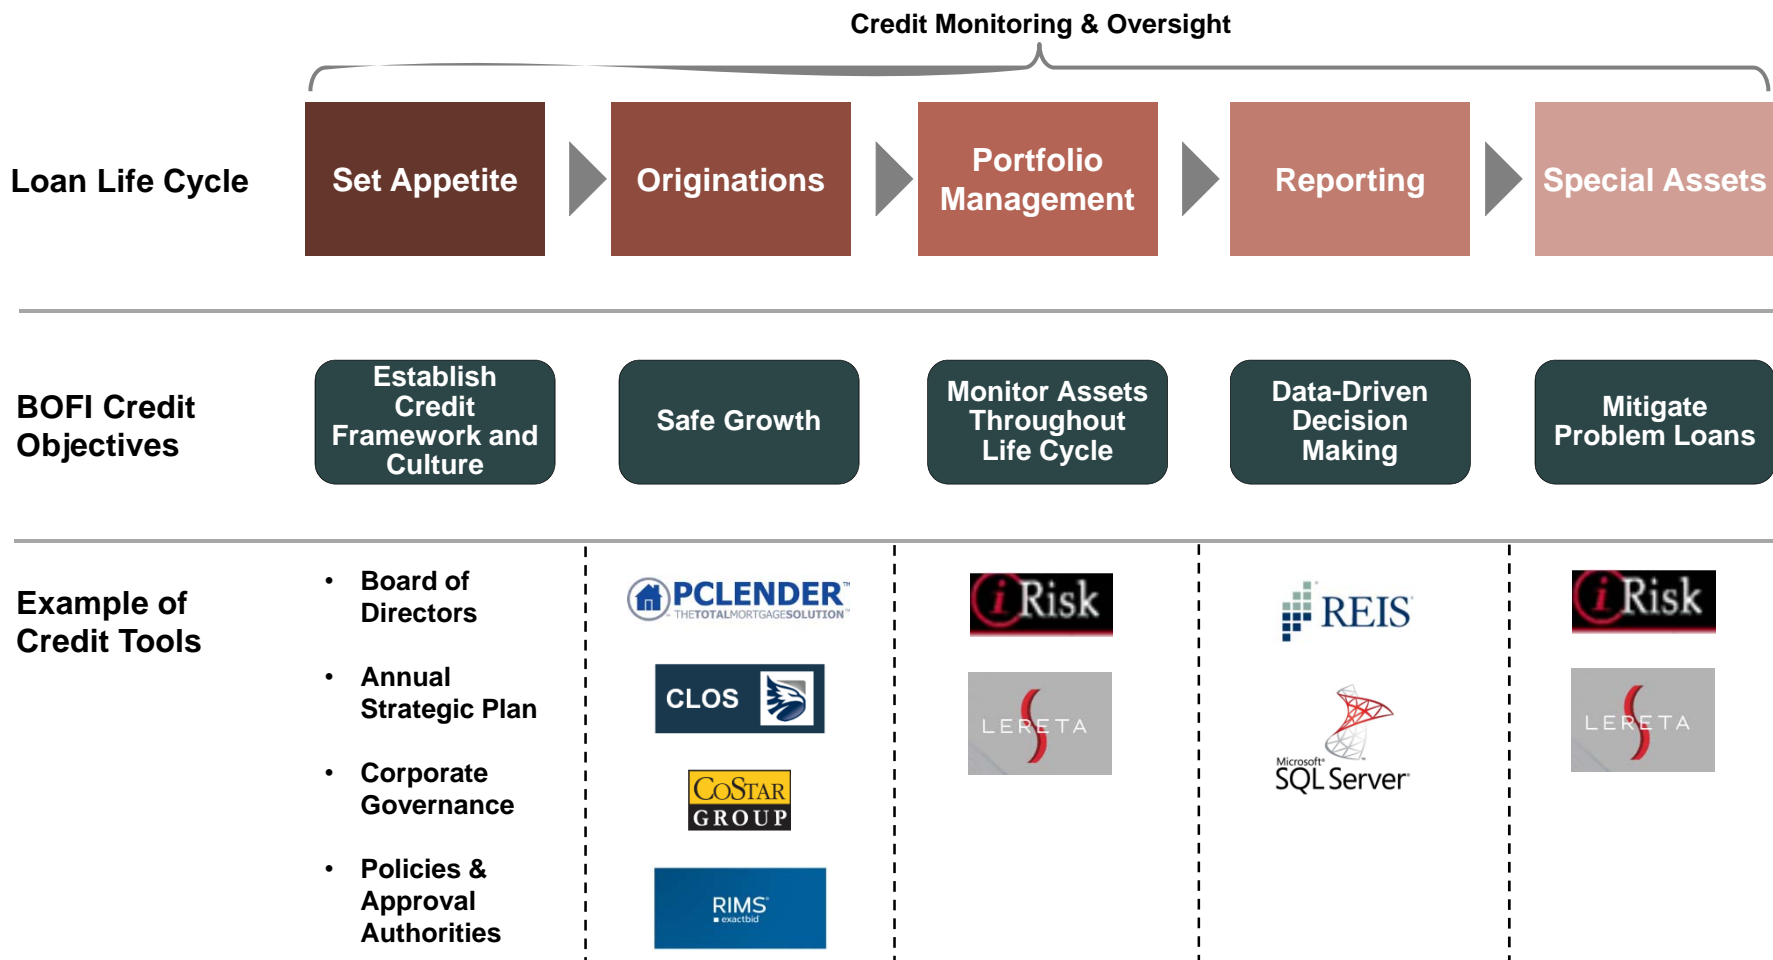 Credit Monitoring & Oversight
Loan Life Cycle
Set Appetite
Originations
Portfolio
Management
Reporting
Special Assets
BOFI Credit
Objectives
Establish
Credit
Framework and
Culture
Safe Growth
Monitor Assets
Throughout
Life Cycle
Data-Driven
Decision
Making
Mitigate
Problem Loans
Example of
Credit Tools
• Board of
Directors
• Annual
Strategic Plan
• Corporate
Governance
• Policies &
Approval
Authorities
PCLENDER™
THETOTALMORTGAGESOLUTION™
CLOS
COSTAR
GROUP
RIMS
exactbid
iRisk
LERETA
REIS
Microsoft®
SQL Server
iRisk
LERETA